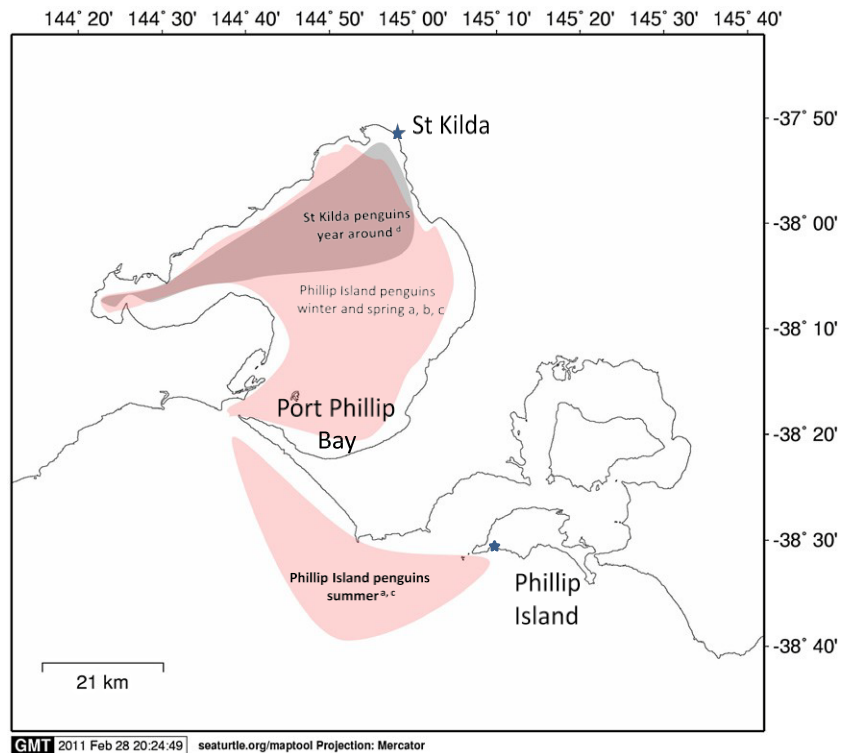 144˚ 20' 144˚ 30' 144˚ 40' 144˚ 50' 145˚ 00' 145˚ 10' 145˚ 20' 145˚ 30' 145˚ 40'
-37˚ 50'
St Kilda
-38˚ 00'
St Kilda penguins
year around d
Phillip Island penguins
winter and spring a, b, c
-38˚ 10'
Port Phillip
Bay
-38˚ 20'
-38˚ 30'
Phillip Island penguins
summer a, c
Phillip
Island
-38˚ 40'
21 km
GMT 2011 Feb 28 20:24:49 seaturtle.org/maptool Projection: Mercator